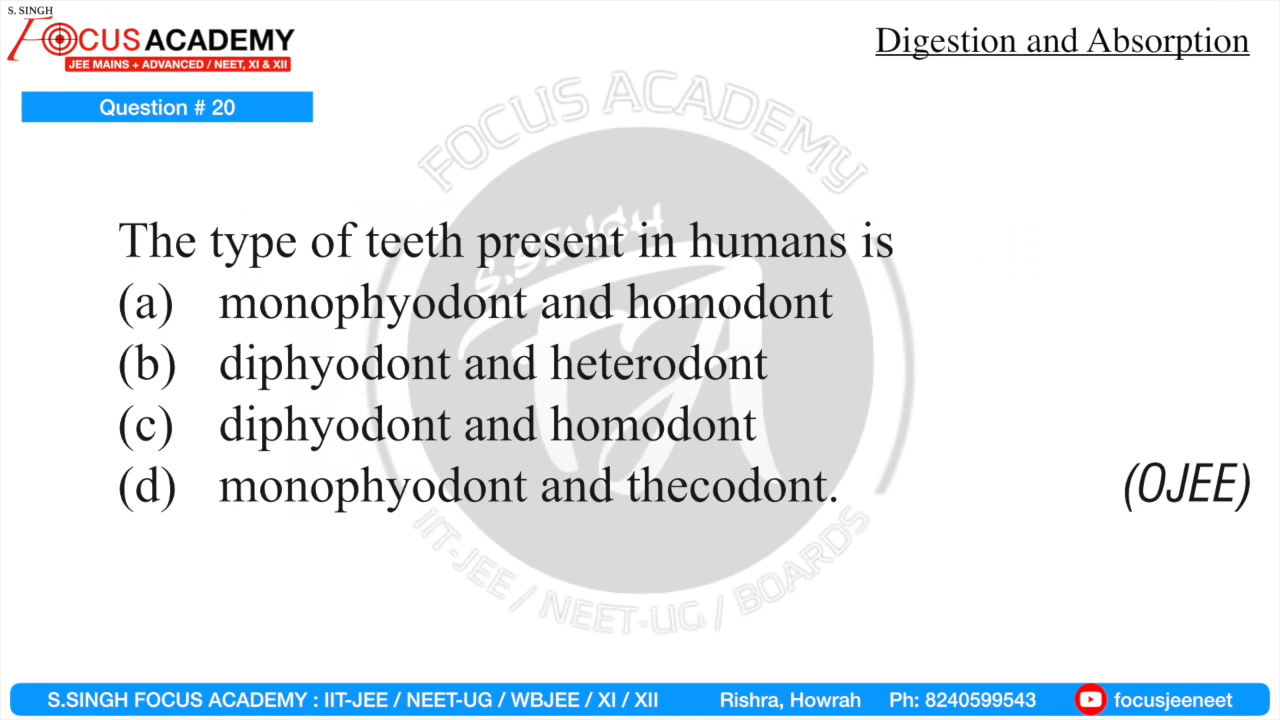 S. SINGH
FOCUS ACADEMY
JEE MAINS + ADVANCED / NEET, XI & XII
Digestion and Absorption
Question # 20
FOCUS ACADEMY
S.SINGH
FA
The type of teeth present in humans is
(a) monophyodont and homodont
(b) diphyodont and heterodont
(c) diphyodont and homodont
(d) monophyodont and thecodont.
(OJEE)
IIT-JEE / NEET-UG / BOARDS
S.SINGH FOCUS ACADEMY : IIT-JEE / NEET-UG / WBJEE / XI / XII Rishra, Howrah Ph: 8240599543 focusjeeneet